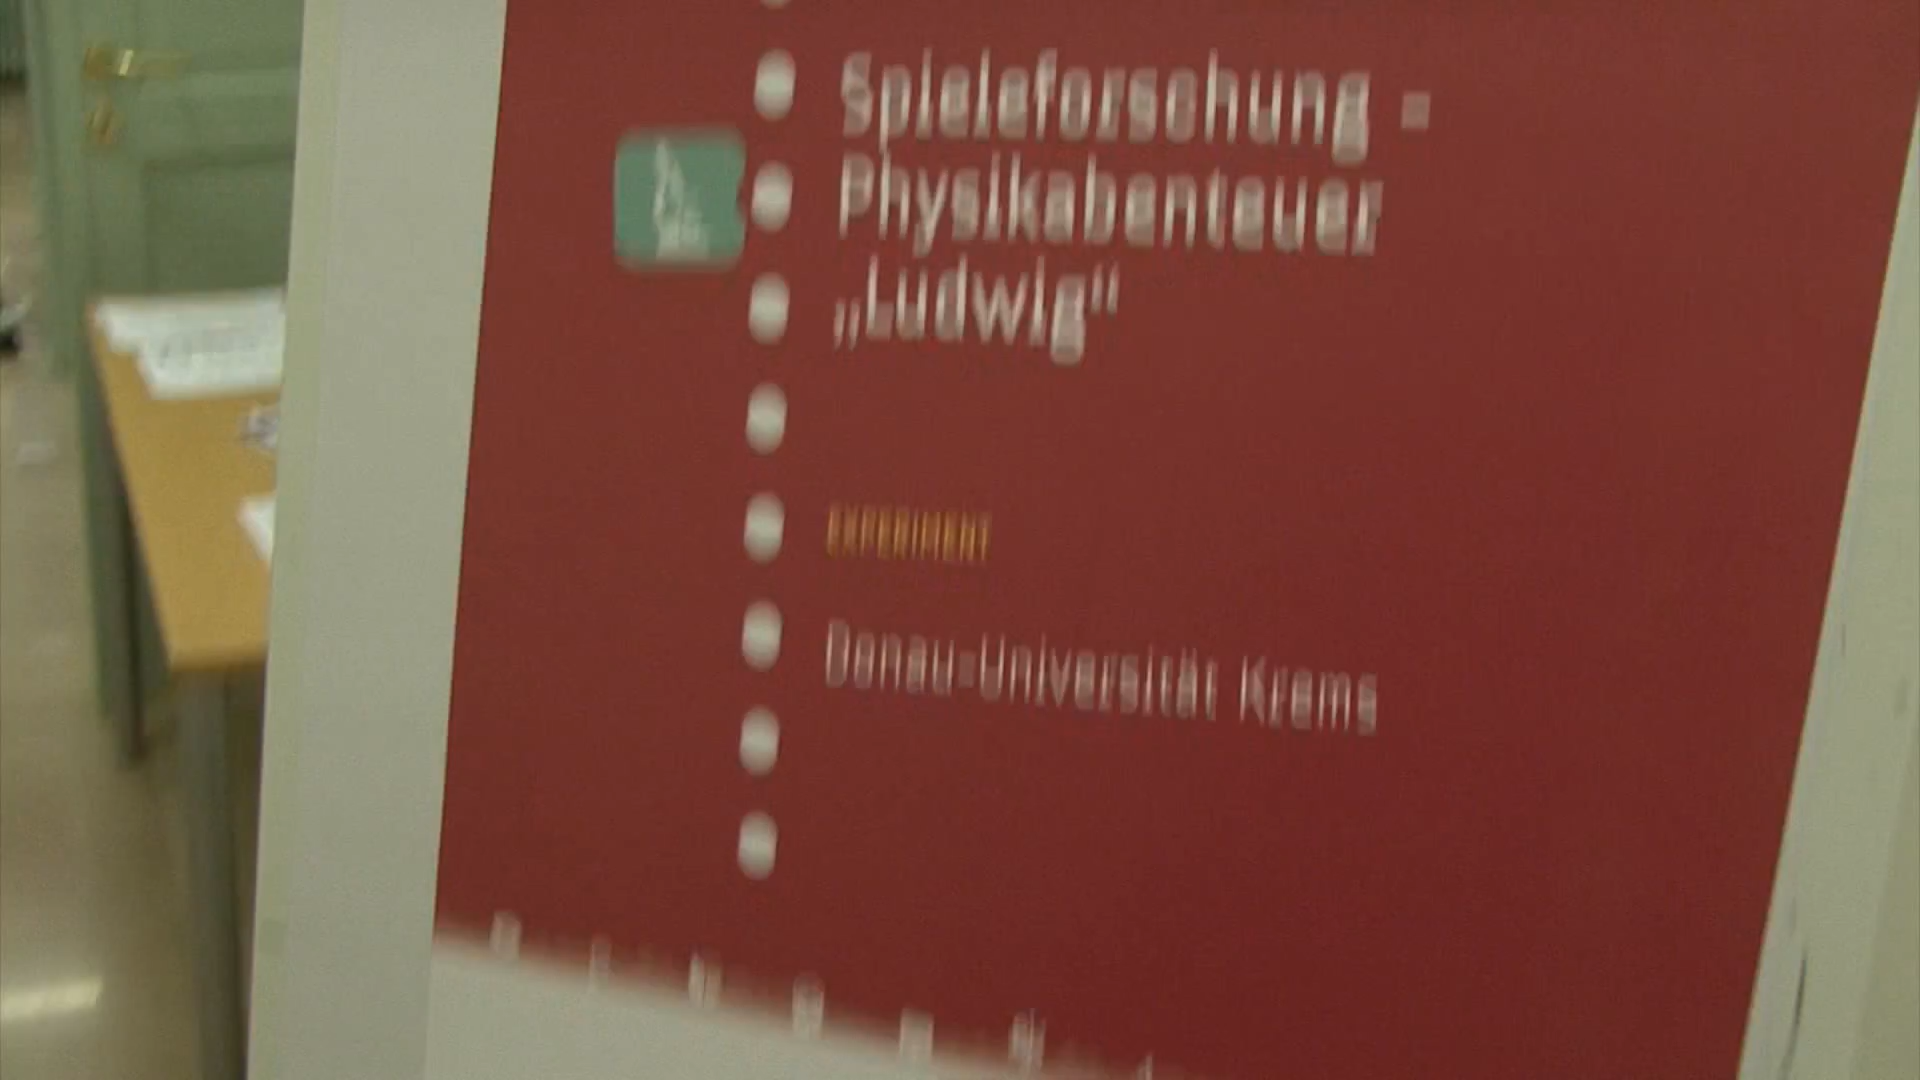 Spieleforschung -
Physikabenteuer
„Ludwig“
EXPERIMENT
Donau-Universität Krems